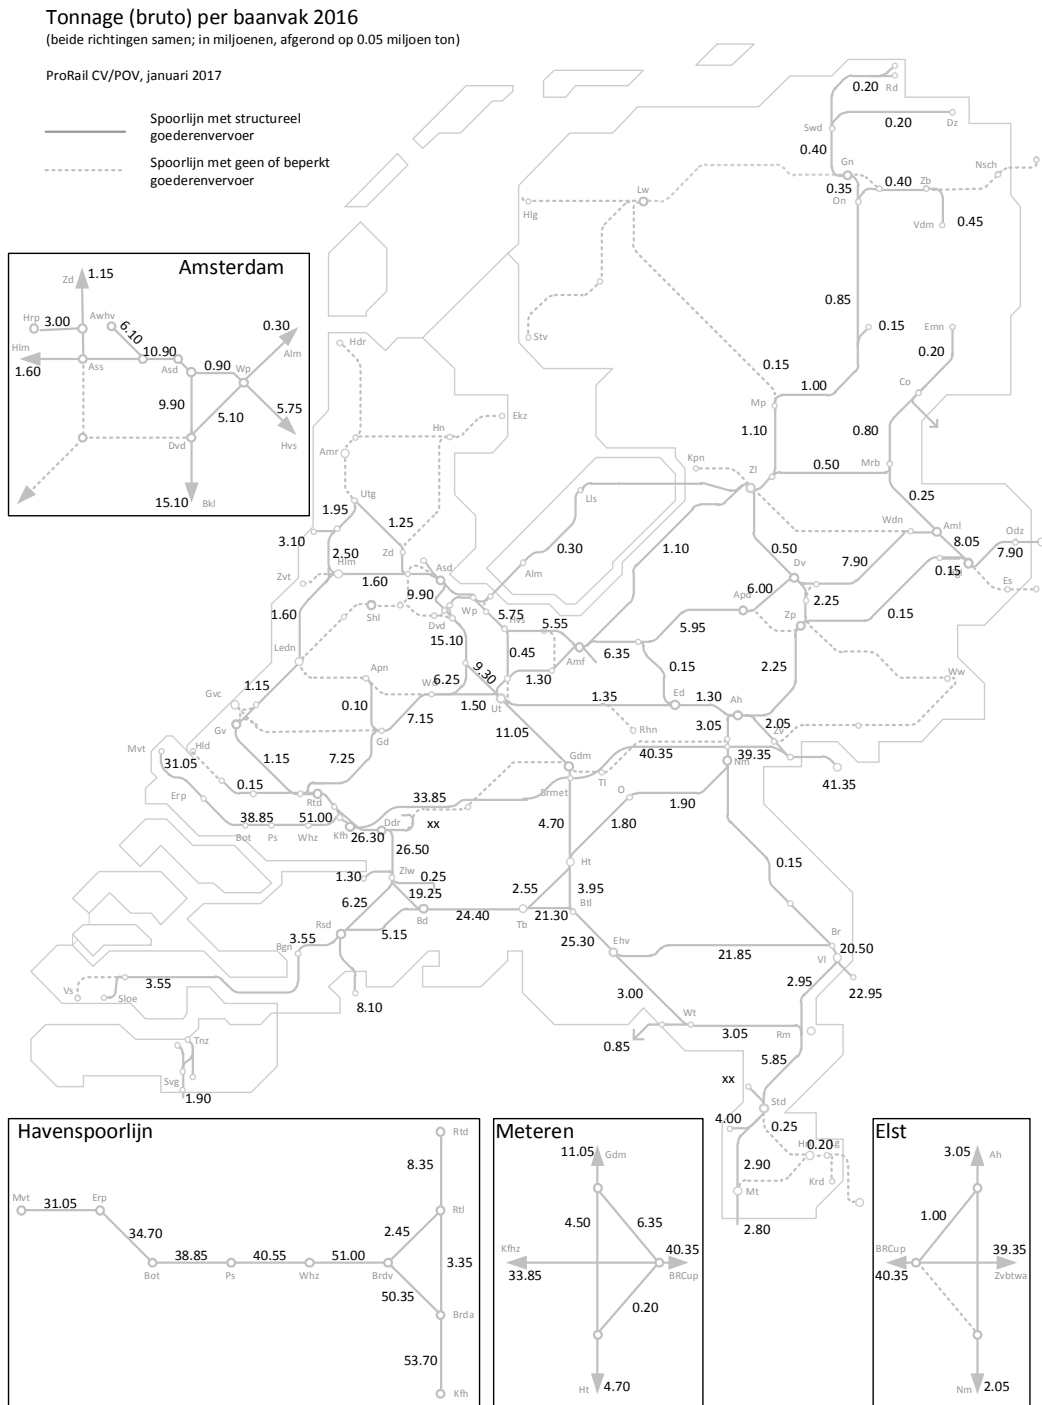 Tonnage (bruto) per baanvak 2016
(beide richtingen samen; in miljoenen, afgerond op 0.05 miljoen ton)
ProRail CV/POV, januari 2017
Spoorlijn met structureel
goederenvervoer
Spoorlijn met geen of beperkt
goederenvervoer
0.20
Rd
Swd
0.20
Dz
0.40
Gn
Nsch
0.35
0.40
Zb
On
Lw
Hlg
Vdm
0.45
Amsterdam
Zd
1.15
Hrp
3.00
Awhv
6.10
0.30
Hlm
10.90
Alm
1.60
Ass
Asd
0.90
Wp
9.90
5.10
5.75
Dvd
Hvs
15.10
Bkl
0.85
0.15
Emn
Stv
Hdr
0.20
0.15
1.00
Co
Mp
Ekz
Hn
1.10
0.80
Amr
Kpn
Zl
0.50
Mrb
Utg
Lls
0.25
1.95
1.25
Wdn
Aml
3.10
2.50
Zd
0.30
1.10
0.50
7.90
8.05
Odz
7.90
Hlm
Asd
Alm
Dv
0.15
Zvt
1.60
9.90
Apd
6.00
2.25
Es
1.60
Shl
Wp
5.75
Dvd
Hvs
5.55
5.95
Zp
0.15
15.10
Ledn
0.45
Amf
6.35
Apn
9.30
1.30
0.15
2.25
Ww
1.15
6.25
Gvc
0.10
1.50
Ut
1.35
Ed
1.30
Ah
Gv
7.15
11.05
Rhn
3.05
2.05
Gd
Zv
Mvt
Hld
1.15
7.25
Gdm
40.35
39.35
31.05
Tl
Nm
41.35
Erp
0.15
Rtd
33.85
Brmet
O
1.90
38.85
51.00
Ddr
xx
4.70
1.80
Bot
Ps
Whz
Kfh
26.30
26.50
Ht
0.15
1.30
Zlw
0.25
6.25
19.25
2.55
3.95
Btl
Rsd
5.15
Bd
24.40
Tb
21.30
Bgn
3.55
25.30
Ehv
Br
21.85
20.50
Vl
Vs
3.55
Sloe
3.00
2.95
22.95
8.10
Wt
3.05
Rm
Tnz
0.85
5.85
Svg
xx
1.90
Std
4.00
0.25
0.20
2.90
Krd
Mt
2.80
Havenspoorlijn
Rtd
8.35
Mvt
31.05
Erp
Rtl
34.70
2.45
38.85
40.55
51.00
3.35
Bot
Ps
Whz
Brdv
50.35
Brda
53.70
Kfh
Meteren
11.05
Gdm
4.50
6.35
Kfhz
40.35
33.85
BRCup
0.20
Ht
4.70
Elst
3.05
Ah
1.00
BRCup
39.35
40.35
Zvbtwa
Nm
2.05